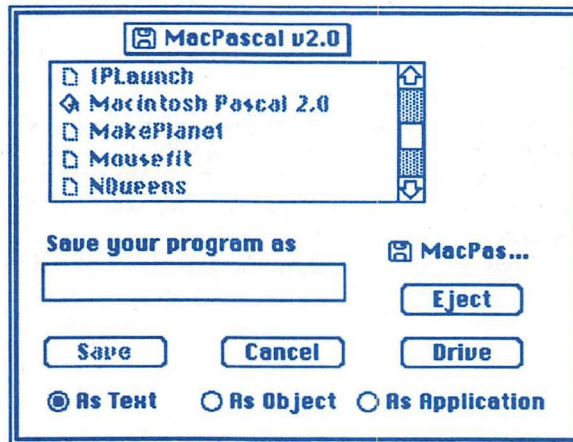 MacPascal v2.0
IPLaunch
Macintosh Pascal 2.0
MakePlanet
Mousefit
NQueens
Save your program as
MacPas...
Eject
Save
Cancel
Drive
As Text
As Object
As Application